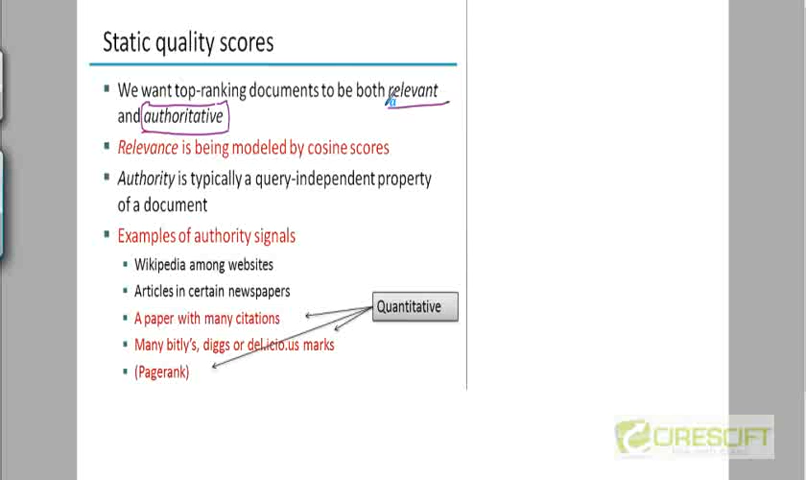 Static quality scores
We want top-ranking documents to be both relevant
and authoritative
Relevance is being modeled by cosine scores
Authority is typically a query-independent property
of a document
Examples of authority signals
Wikipedia among websites
Articles in certain newspapers
A paper with many citations
Many bitly's, diggs or del.icio.us marks
(Pagerank)
Quantitative